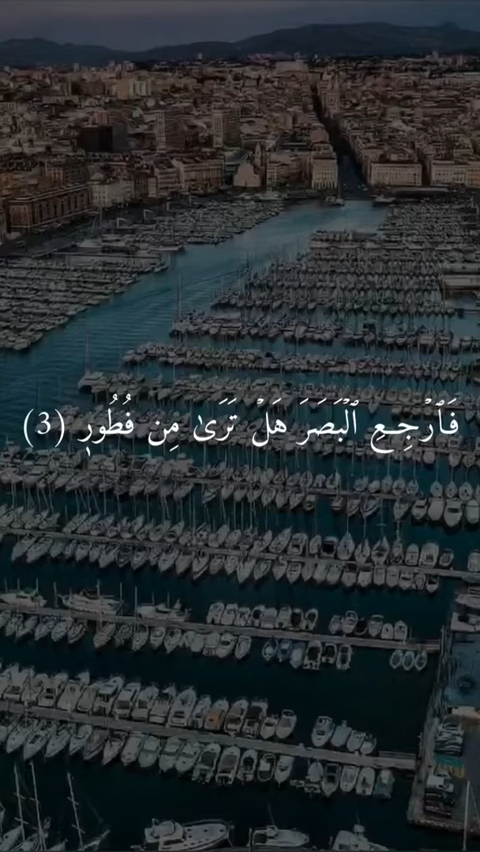 فَٱرْجِعِ ٱلْبَصَرَ هَلْ تَرَىٰ مِن فُطُورٖ (3)